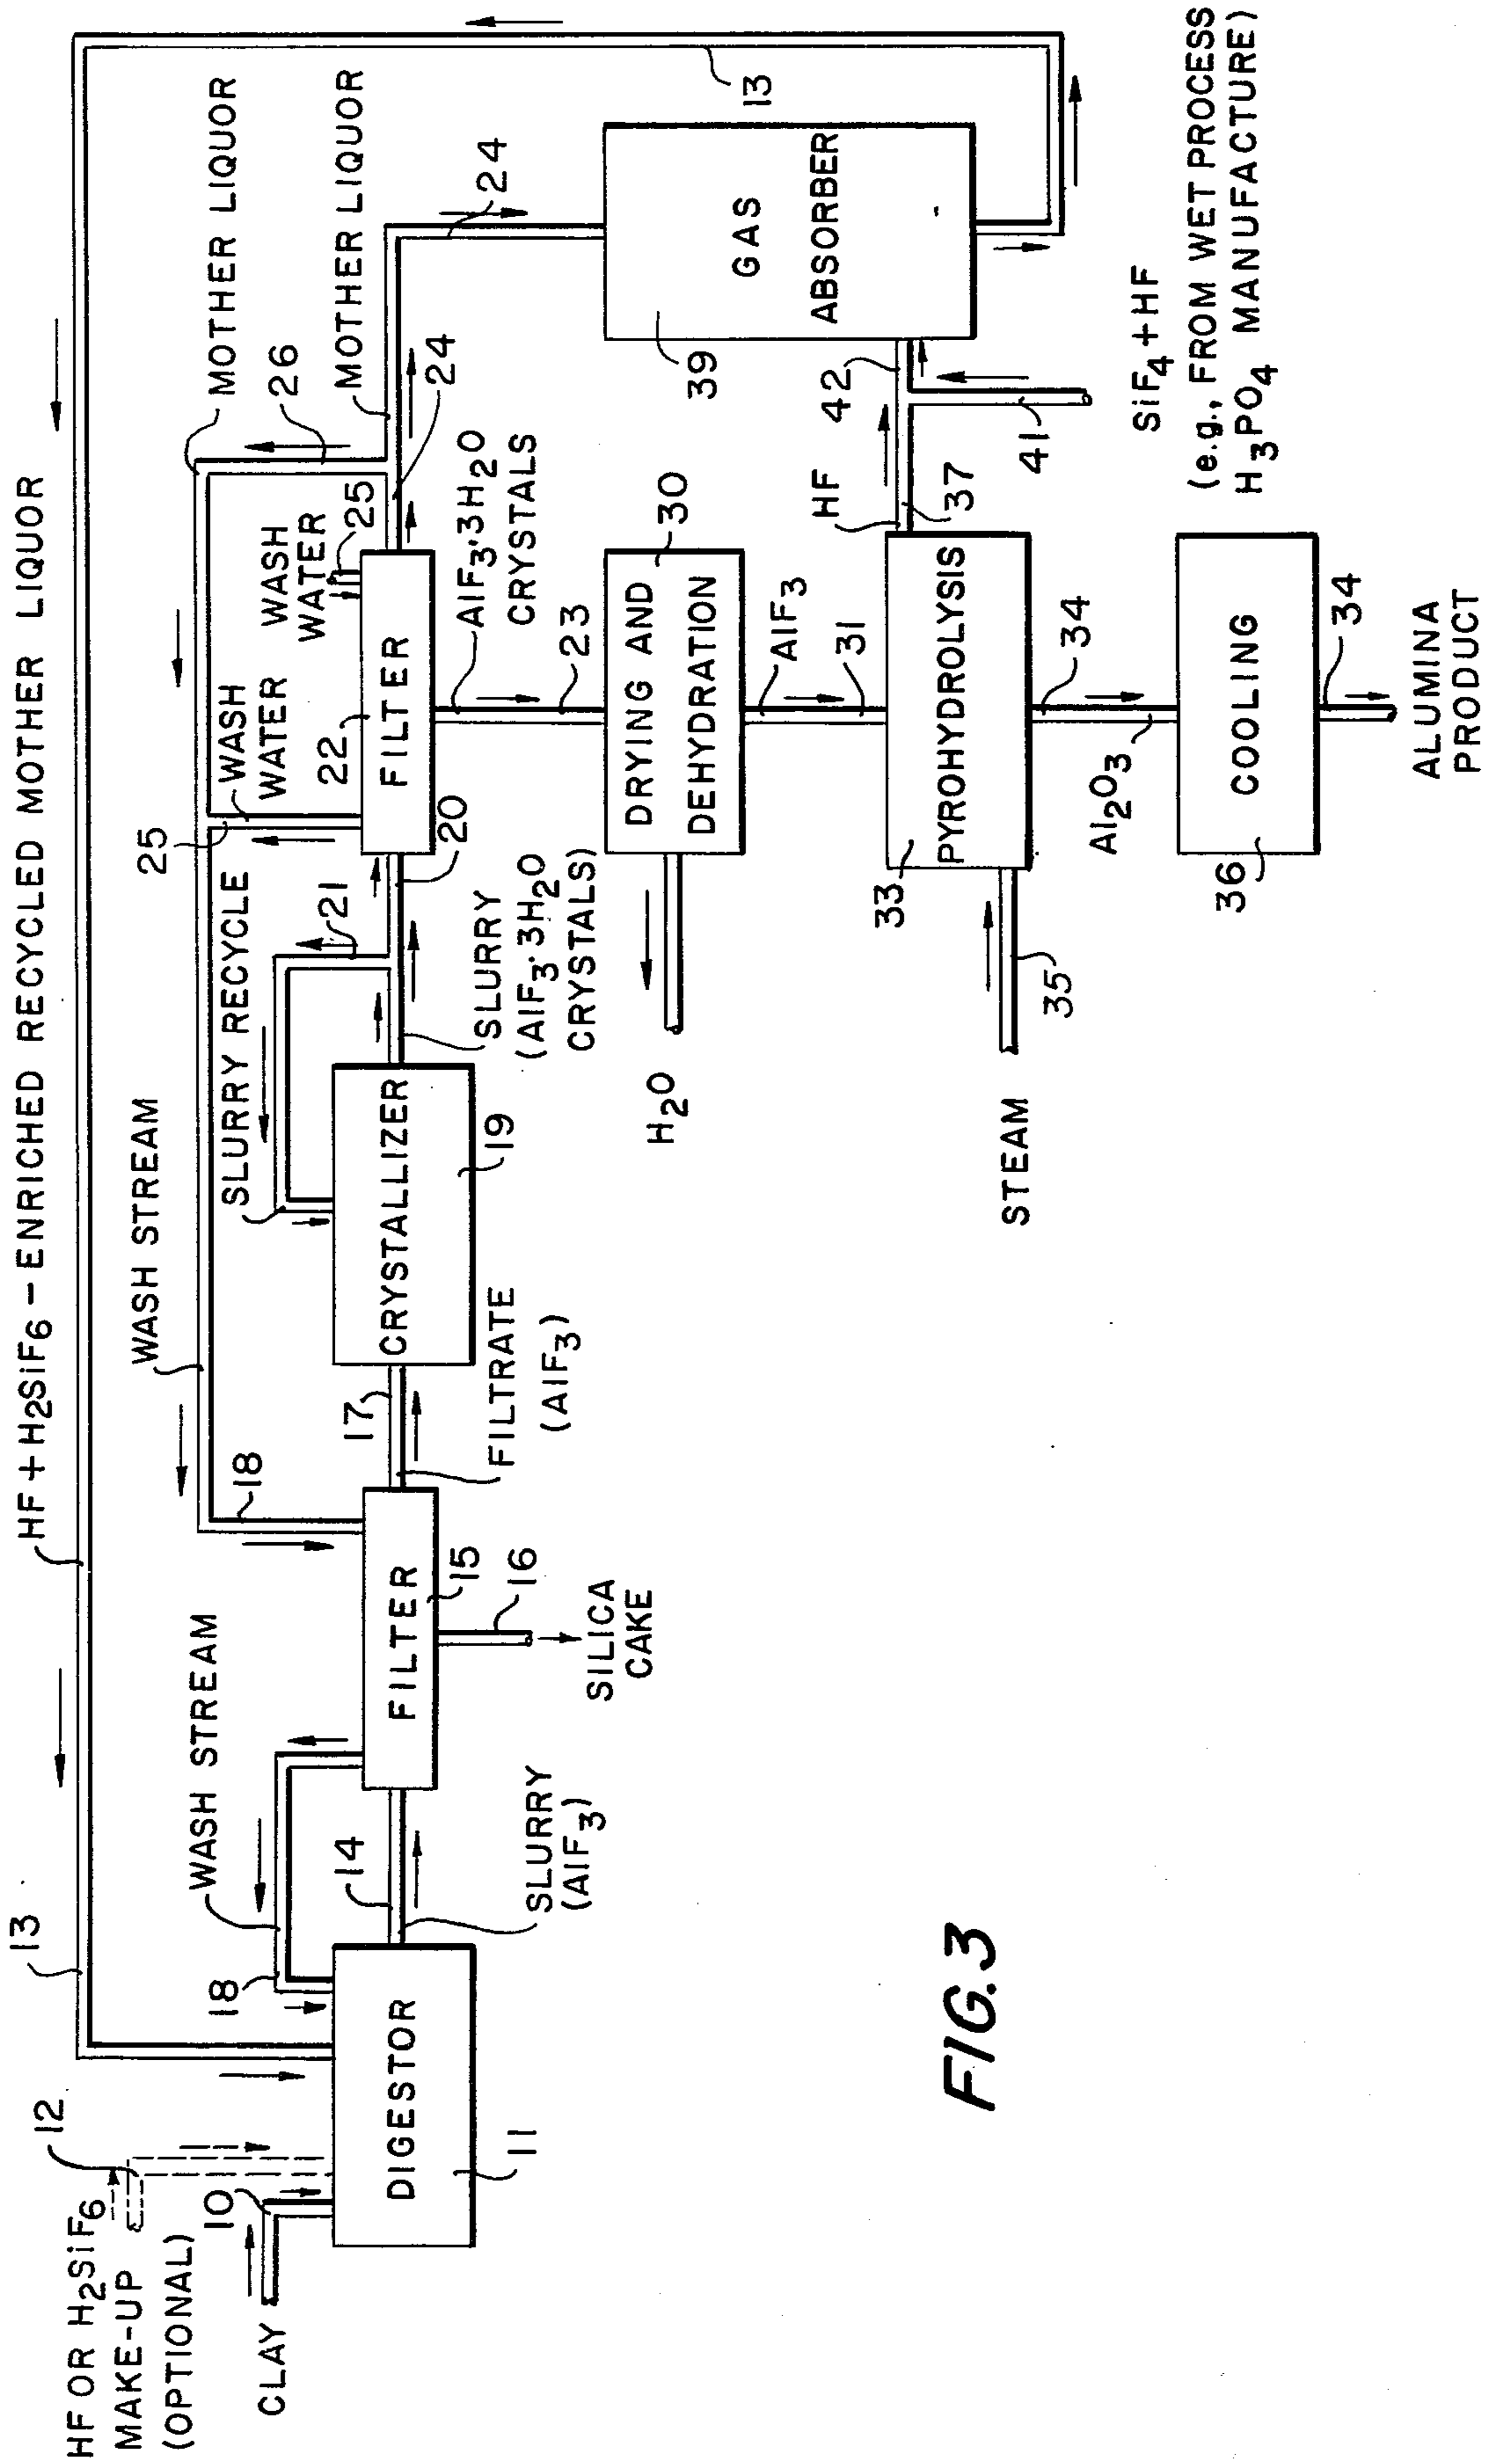 HF + H2SiF6 – ENRICHED RECYCLED MOTHER LIQUOR
13
13
HF OR H2SiF6
MAKE-UP
(OPTIONAL)
12
CLAY
10
DIGESTOR
11
18
WASH STREAM
14
SLURRY
(AlF3)
FILTER
15
16
SILICA
CAKE
18
WASH STREAM
17
FILTRATE
(AlF3)
CRYSTALLIZER
19
SLURRY RECYCLE
21
20
SLURRY
(AlF3·3H2O
CRYSTALS)
25
WASH
WATER
22
FILTER
WASH
WATER
25
26
MOTHER LIQUOR
MOTHER LIQUOR
24
24
AlF3·3H2O
CRYSTALS
23
DRYING AND
DEHYDRATION
30
H2O
AlF3
31
PYROHYDROLYSIS
33
STEAM
35
HF
37
42
41
SiF4 + HF
(e.g., FROM WET PROCESS
H3PO4 MANUFACTURE)
GAS
ABSORBER
39
Al2O3
34
COOLING
36
34
ALUMINA
PRODUCT
FIG.3